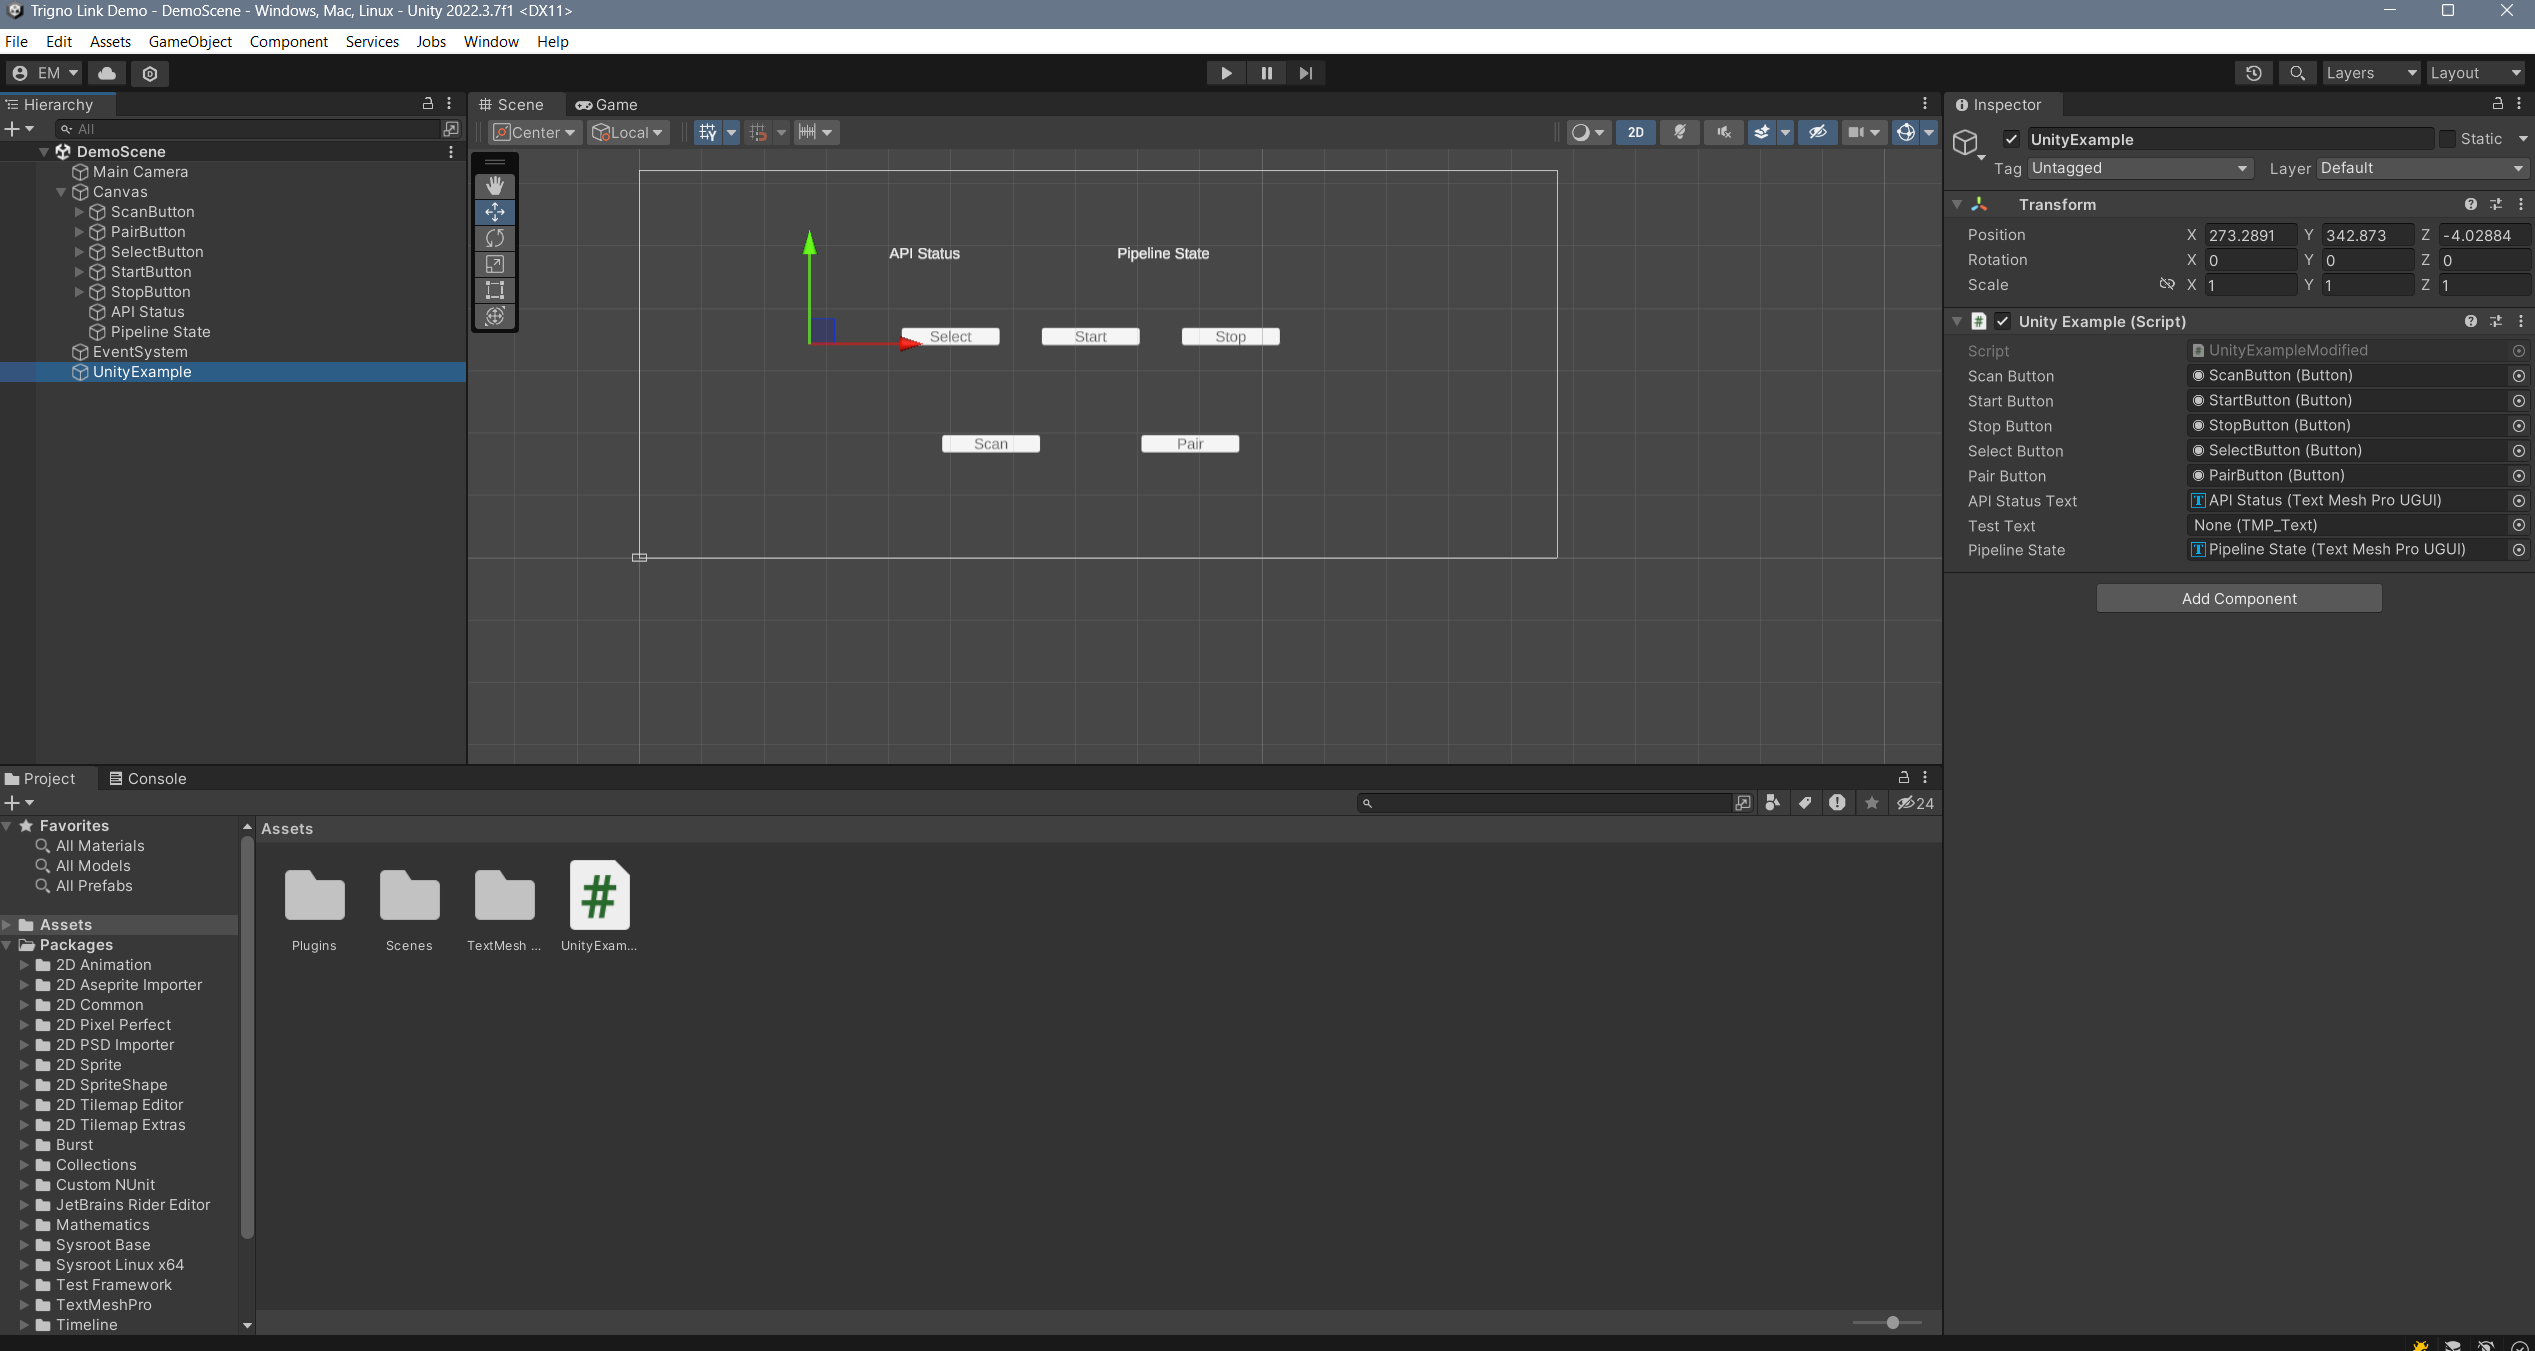 Trigno Link Demo - DemoScene - Windows, Mac, Linux - Unity 2022.3.7f1 <DX11>
File Edit Assets GameObject Component Services Jobs Window Help
EM
Layers Layout
Hierarchy
All
DemoScene
Main Camera
Canvas
ScanButton
PairButton
SelectButton
StartButton
StopButton
API Status
Pipeline State
EventSystem
UnityExample
Scene Game
Center Local 2D
API Status Pipeline State
Select Start Stop
Scan Pair
Inspector
UnityExample Static
Tag Untagged Layer Default
Transform
Position X 273.2891 Y 342.873 Z -4.02884
Rotation X 0 Y 0 Z 0
Scale X 1 Y 1 Z 1
# Unity Example (Script)
Script UnityExampleModified
Scan Button ScanButton (Button)
Start Button StartButton (Button)
Stop Button StopButton (Button)
Select Button SelectButton (Button)
Pair Button PairButton (Button)
API Status Text API Status (Text Mesh Pro UGUI)
Test Text None (TMP_Text)
Pipeline State Pipeline State (Text Mesh Pro UGUI)
Add Component
Project Console
24
Favorites
All Materials
All Models
All Prefabs
Assets
Packages
2D Animation
2D Aseprite Importer
2D Common
2D Pixel Perfect
2D PSD Importer
2D Sprite
2D SpriteShape
2D Tilemap Editor
2D Tilemap Extras
Burst
Collections
Custom NUnit
JetBrains Rider Editor
Mathematics
Sysroot Base
Sysroot Linux x64
Test Framework
TextMeshPro
Timeline
Assets
#
Plugins Scenes TextMesh ... UnityExam...